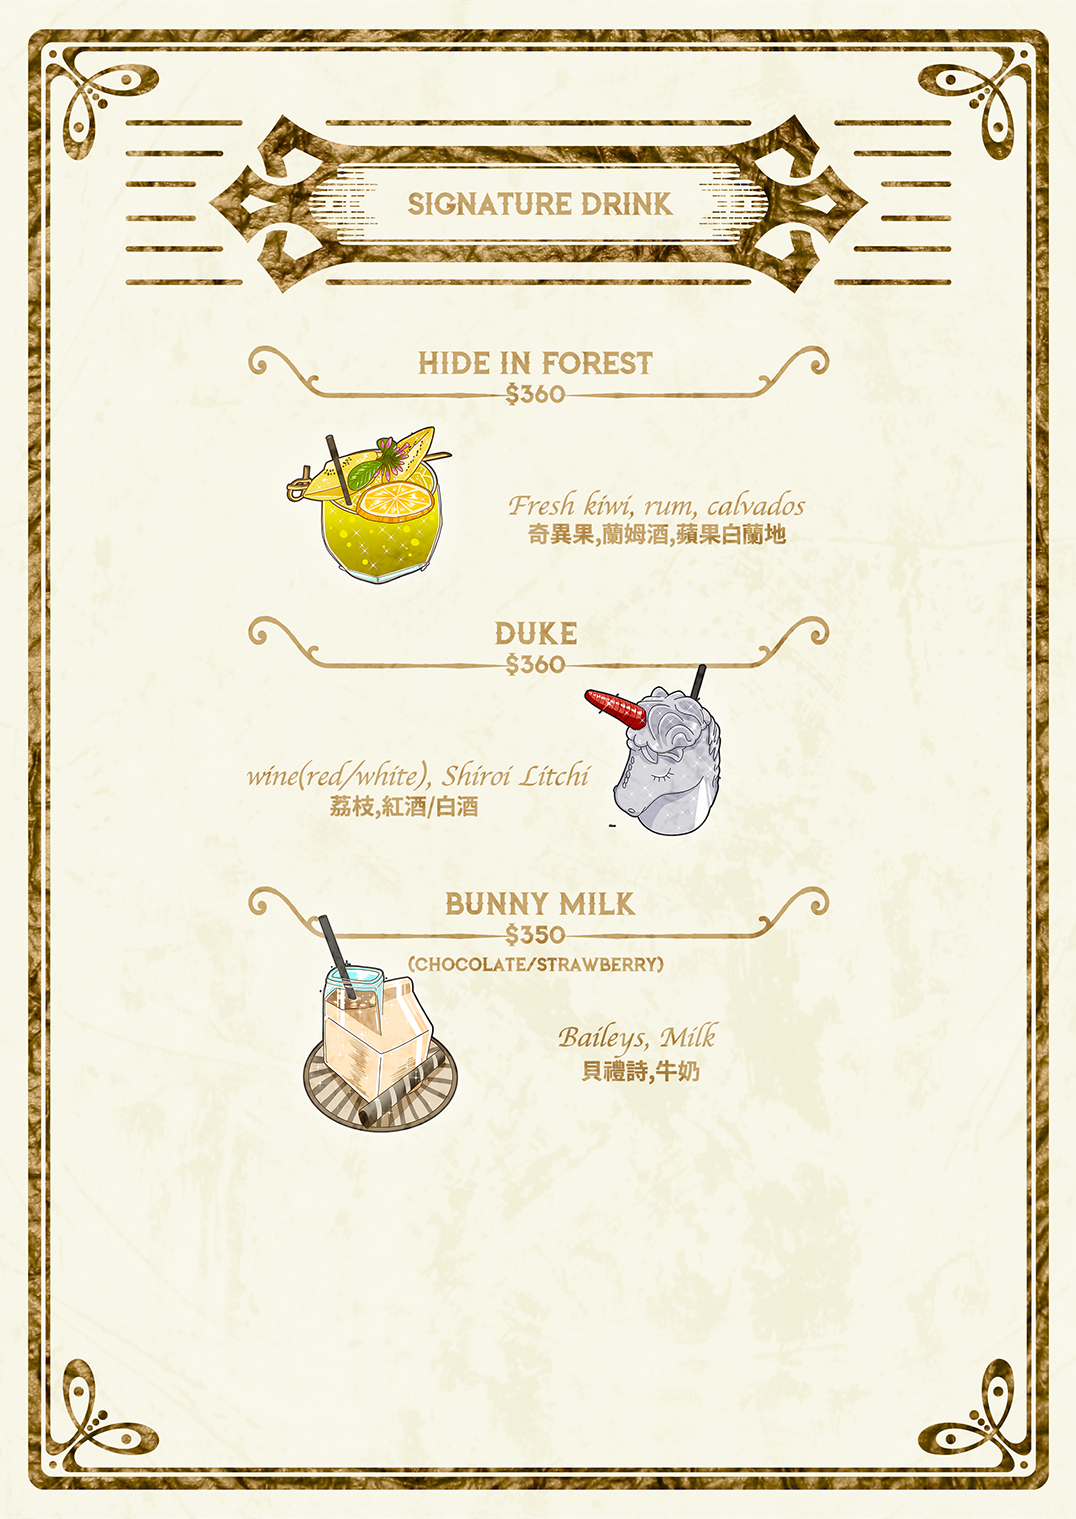 SIGNATURE DRINK
HIDE IN FOREST
$360
Fresh kiwi, rum, calvados
奇異果,蘭姆酒,蘋果白蘭地
DUKE
$360
wine(red/white), Shiroi Litchi
荔枝,紅酒/白酒
BUNNY MILK
$350
(CHOCOLATE/STRAWBERRY)
Baileys, Milk
貝禮詩,牛奶